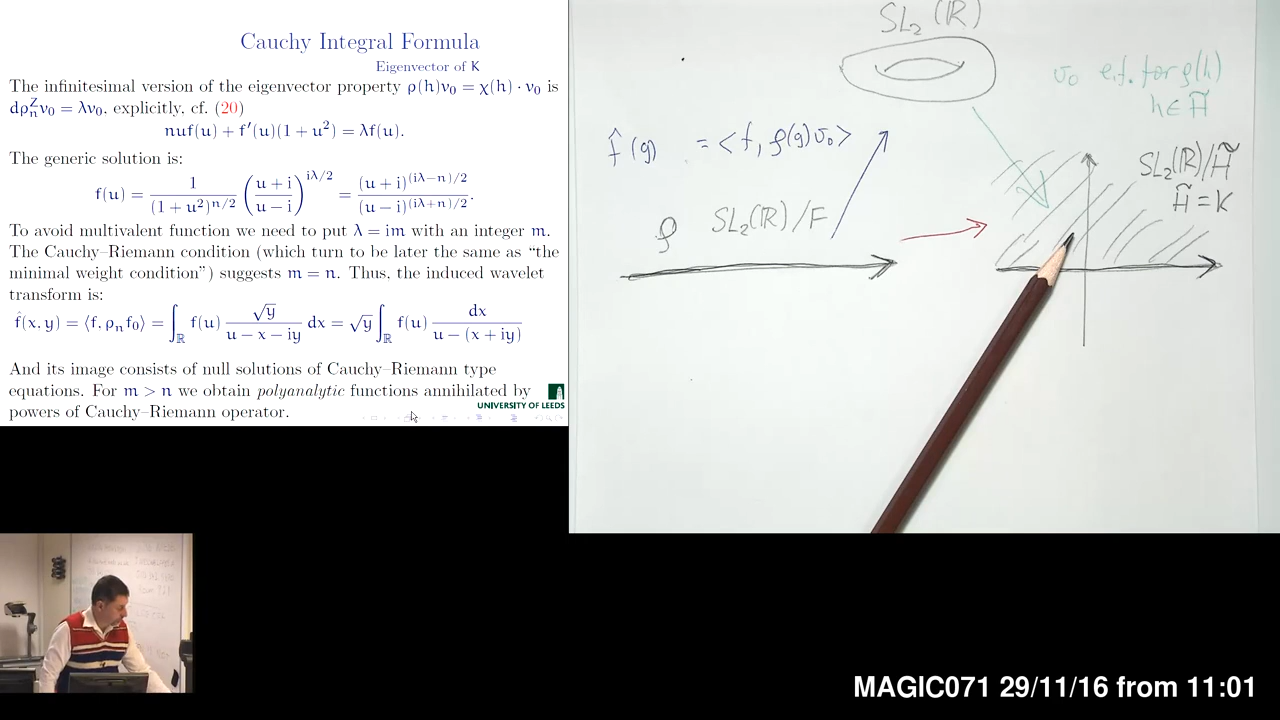 Cauchy Integral Formula
Eigenvector of K
The infinitesimal version of the eigenvector property ρ(h)v₀ = χ(h) · v₀ is
dρₙᶻv₀ = λv₀, explicitly, cf. (20)
nuf(u) + f′(u)(1 + u²) = λf(u).
The generic solution is:
f(u) = 1/(1 + u²)^{n/2} ((u + i)/(u − i))^{iλ/2} = (u + i)^{(iλ−n)/2}/(u − i)^{(iλ+n)/2}.
To avoid multivalent function we need to put λ = im with an integer m.
The Cauchy–Riemann condition (which turn to be later the same as “the
minimal weight condition”) suggests m = n. Thus, the induced wavelet
transform is:
f̂(x, y) = ⟨f, ρₙf₀⟩ = ∫_ℝ f(u) √y/(u − x − iy) dx = √y ∫_ℝ f(u) dx/(u − (x + iy))
And its image consists of null solutions of Cauchy–Riemann type
equations. For m > n we obtain polyanalytic functions annihilated by
powers of Cauchy–Riemann operator.
UNIVERSITY OF LEEDS
SL₂(ℝ)
v₀ e.f. for ρ(h)
h ∈ H̃
f̂(g) = <f, ρ(g)v₀>
SL₂(ℝ)/H̃
H̃ = K
ρ SL₂(ℝ)/F
MAGIC071 29/11/16 from 11:01